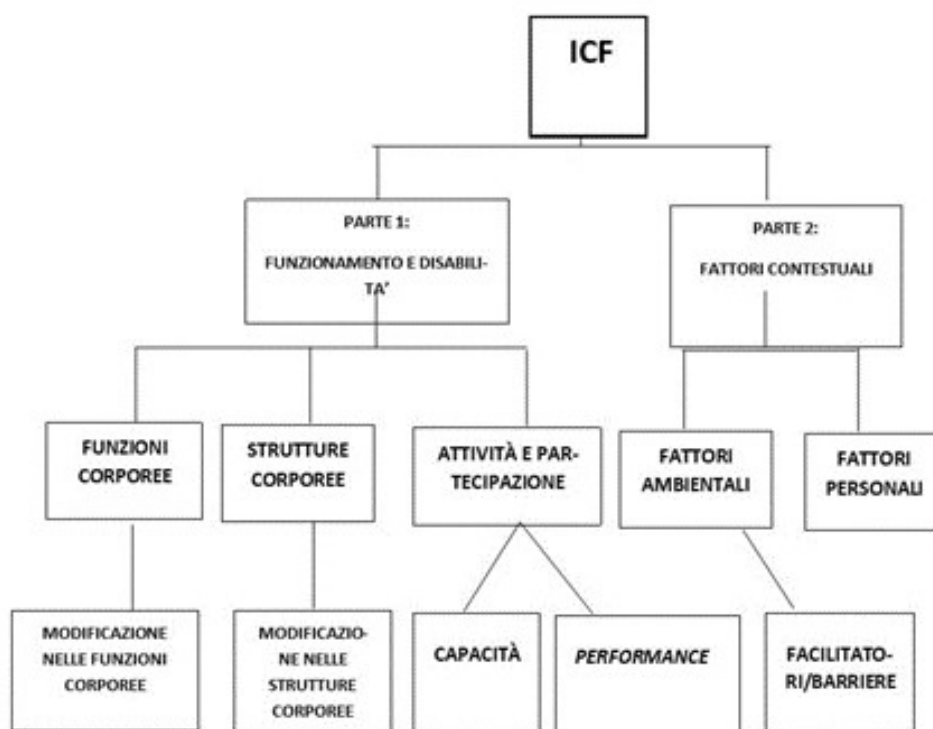 ICF
PARTE 1:
FUNZIONAMENTO E DISABILI-
TA'
PARTE 2:
FATTORI CONTESTUALI
FUNZIONI
CORPOREE
STRUTTURE
CORPOREE
ATTIVITÀ E PAR-
TECIPAZIONE
FATTORI
AMBIENTALI
FATTORI
PERSONALI
MODIFICAZIONE
NELLE FUNZIONI
CORPOREE
MODIFICAZIO-
NE NELLE
STRUTTURE
CORPOREE
CAPACITÀ
PERFORMANCE
FACILITATO-
RI/BARRIERE